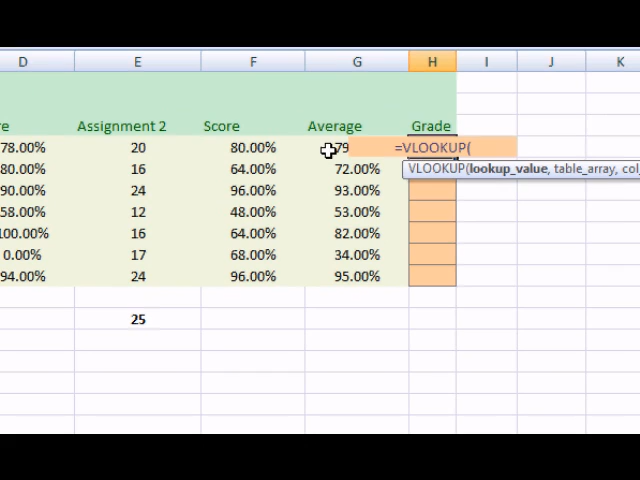 D E F G H I J K
Assignment 2 Score Average Grade
78.00% 20 80.00% 79 =VLOOKUP(
VLOOKUP(lookup_value, table_array, col_
80.00% 16 64.00% 72.00%
90.00% 24 96.00% 93.00%
58.00% 12 48.00% 53.00%
100.00% 16 64.00% 82.00%
0.00% 17 68.00% 34.00%
94.00% 24 96.00% 95.00%
25